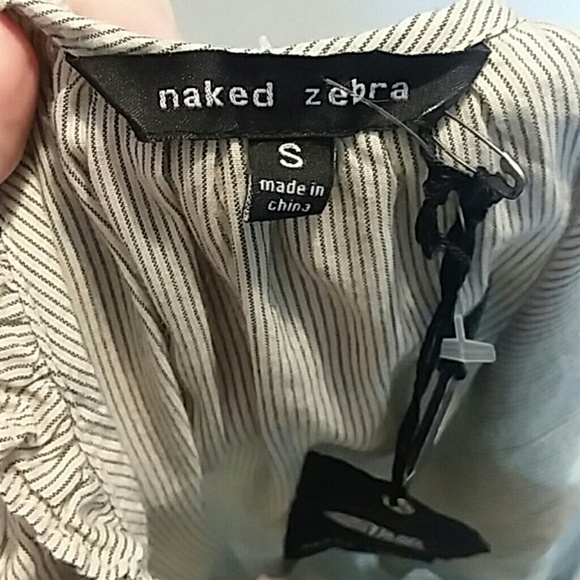 naked zebra
S
made in
china